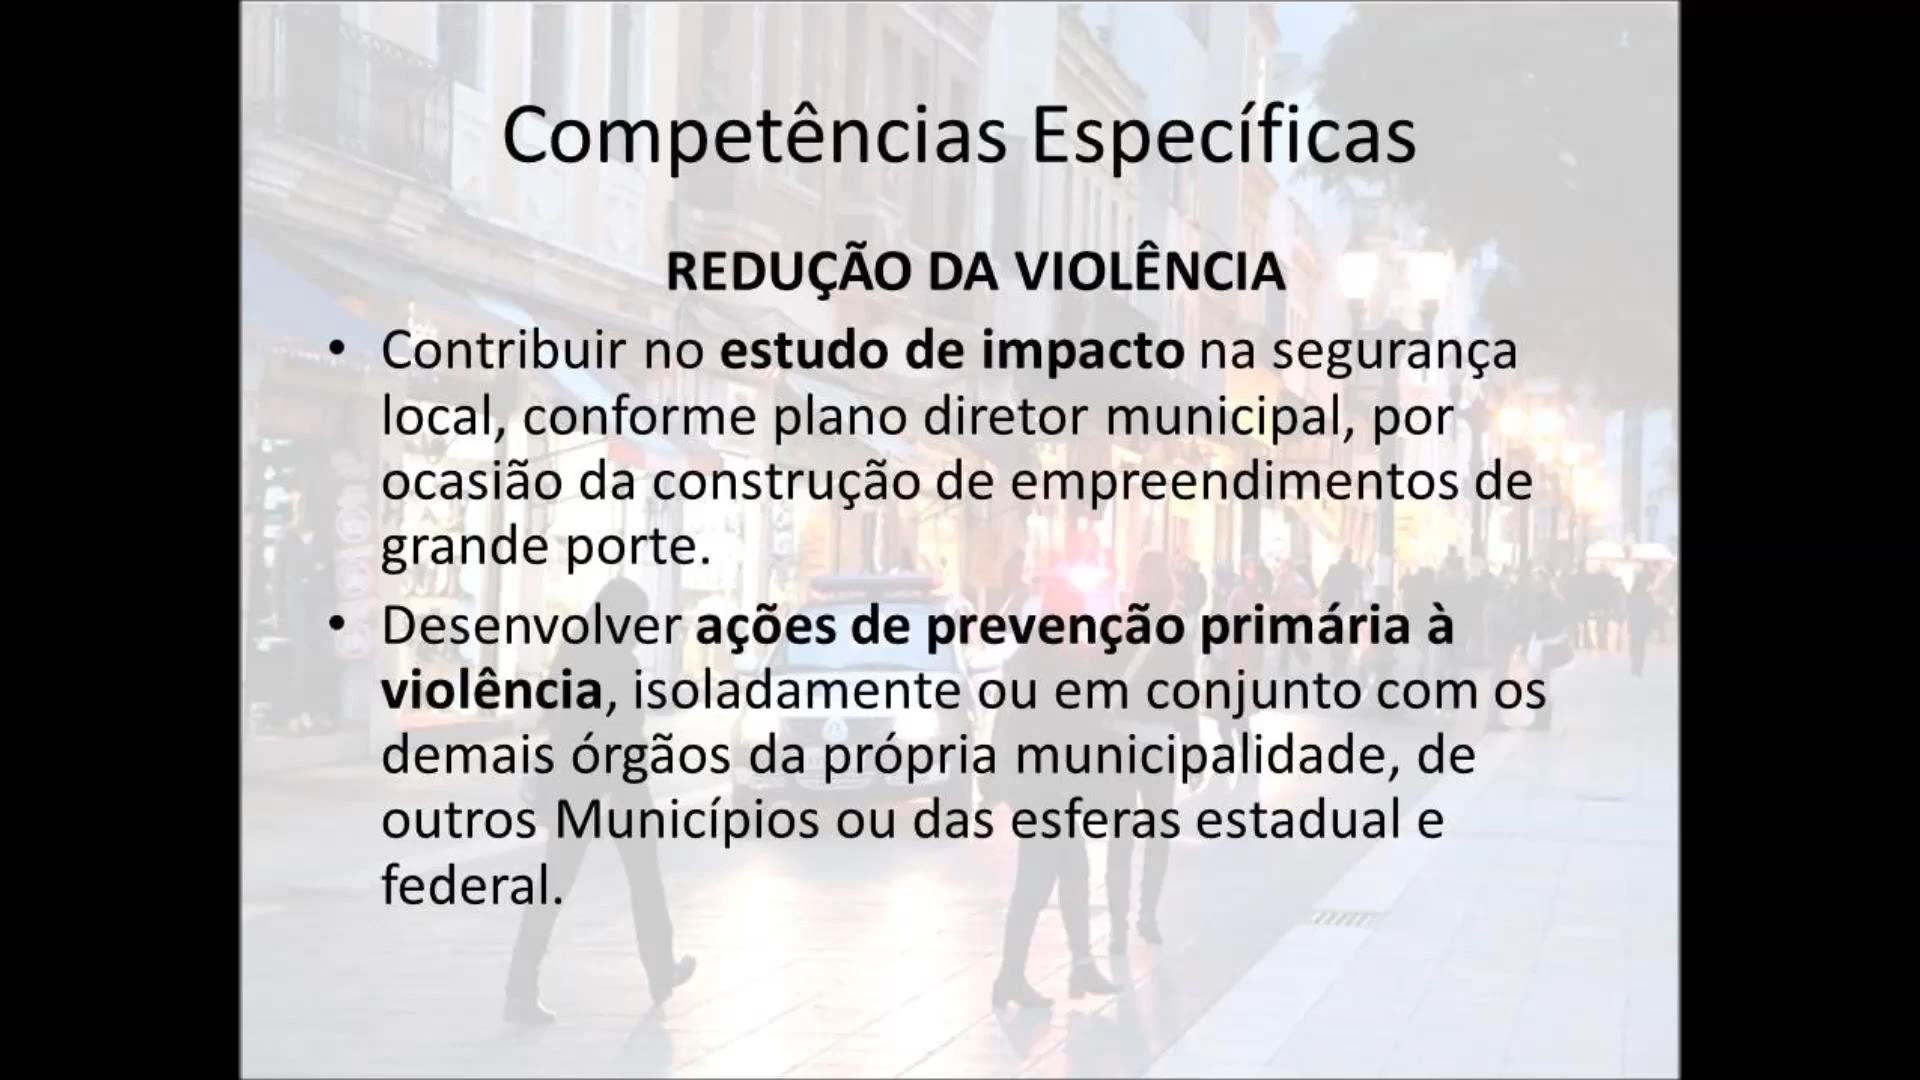 Competências Específicas
REDUÇÃO DA VIOLÊNCIA
• Contribuir no estudo de impacto na segurança
local, conforme plano diretor municipal, por
ocasião da construção de empreendimentos de
grande porte.
• Desenvolver ações de prevenção primária à
violência, isoladamente ou em conjunto com os
demais órgãos da própria municipalidade, de
outros Municípios ou das esferas estadual e
federal.